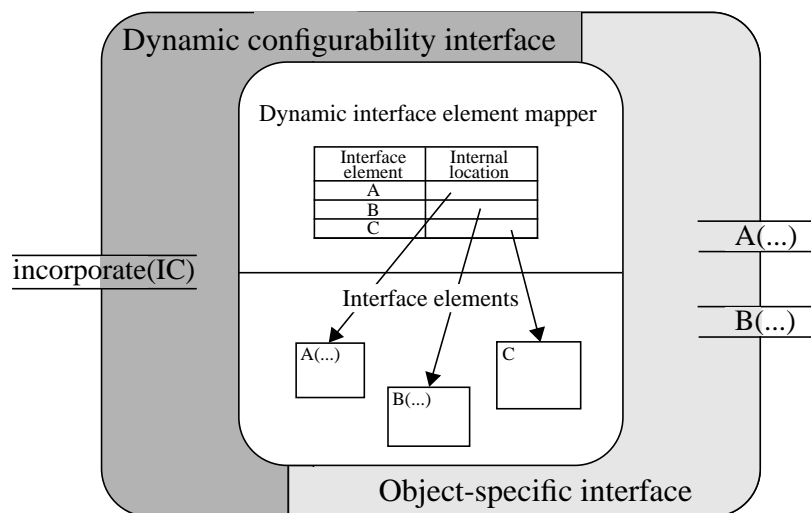 Dynamic configurability interface
Dynamic interface element mapper
Interface element
Internal location
A
B
C
incorporate(IC)
A(...)
B(...)
Interface elements
A(...)
B(...)
C
Object-specific interface